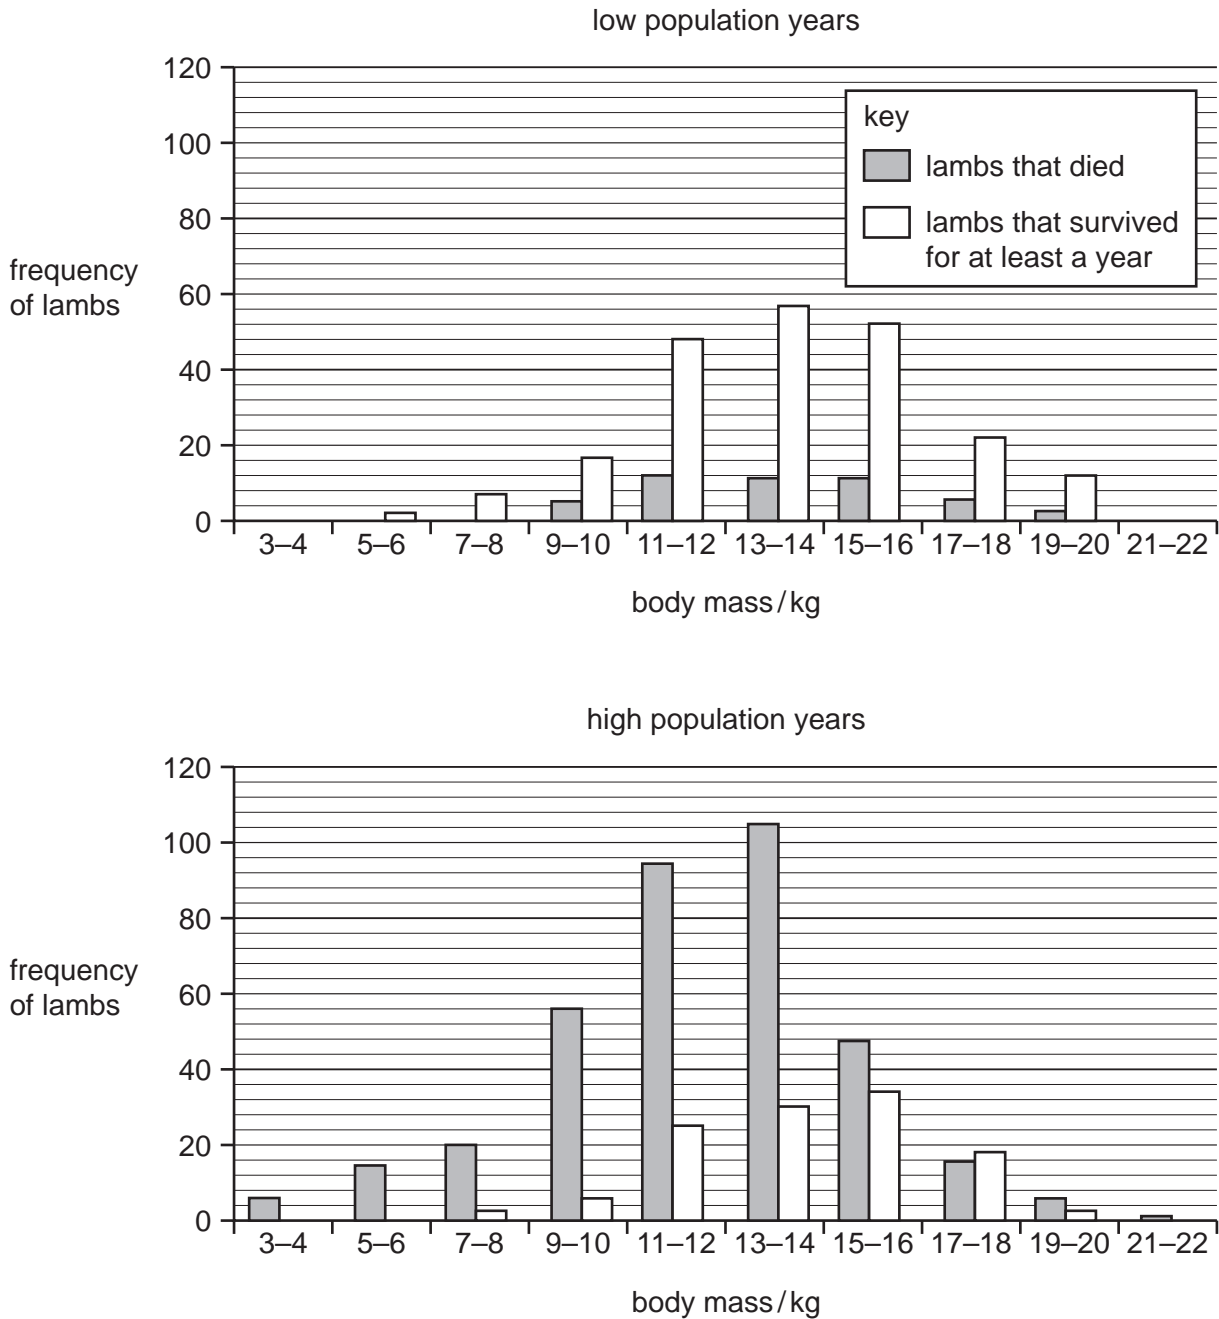 low population years
120
100
80
60
40
20
0
frequency
of lambs
key
lambs that died
lambs that survived
for at least a year
3–4 5–6 7–8 9–10 11–12 13–14 15–16 17–18 19–20 21–22
body mass / kg
high population years
120
100
80
60
40
20
0
frequency
of lambs
3–4 5–6 7–8 9–10 11–12 13–14 15–16 17–18 19–20 21–22
body mass / kg